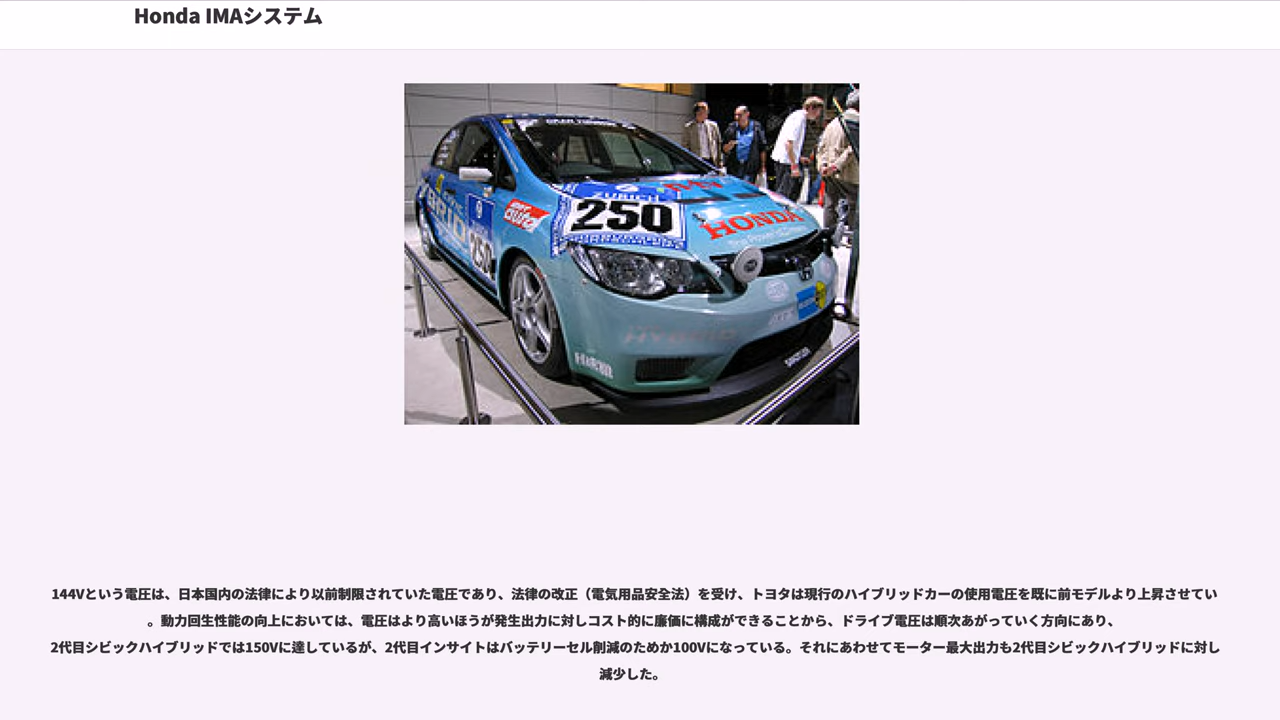 Honda IMAシステム
ZURICH
250
HONDA
The Power of Dreams
auto
250
HYBRID
144Vという電圧は、日本国内の法律により以前制限されていた電圧であり、法律の改正（電気用品安全法）を受け、トヨタは現行のハイブリッドカーの使用電圧を既に前モデルより上昇させてい
。動力回生性能の向上においては、電圧はより高いほうが発生出力に対しコスト的に廉価に構成ができることから、ドライブ電圧は順次あがっていく方向にあり、
2代目シビックハイブリッドでは150Vに達しているが、2代目インサイトはバッテリーセル削減のためか100Vになっている。それにあわせてモーター最大出力も2代目シビックハイブリッドに対し
減少した。